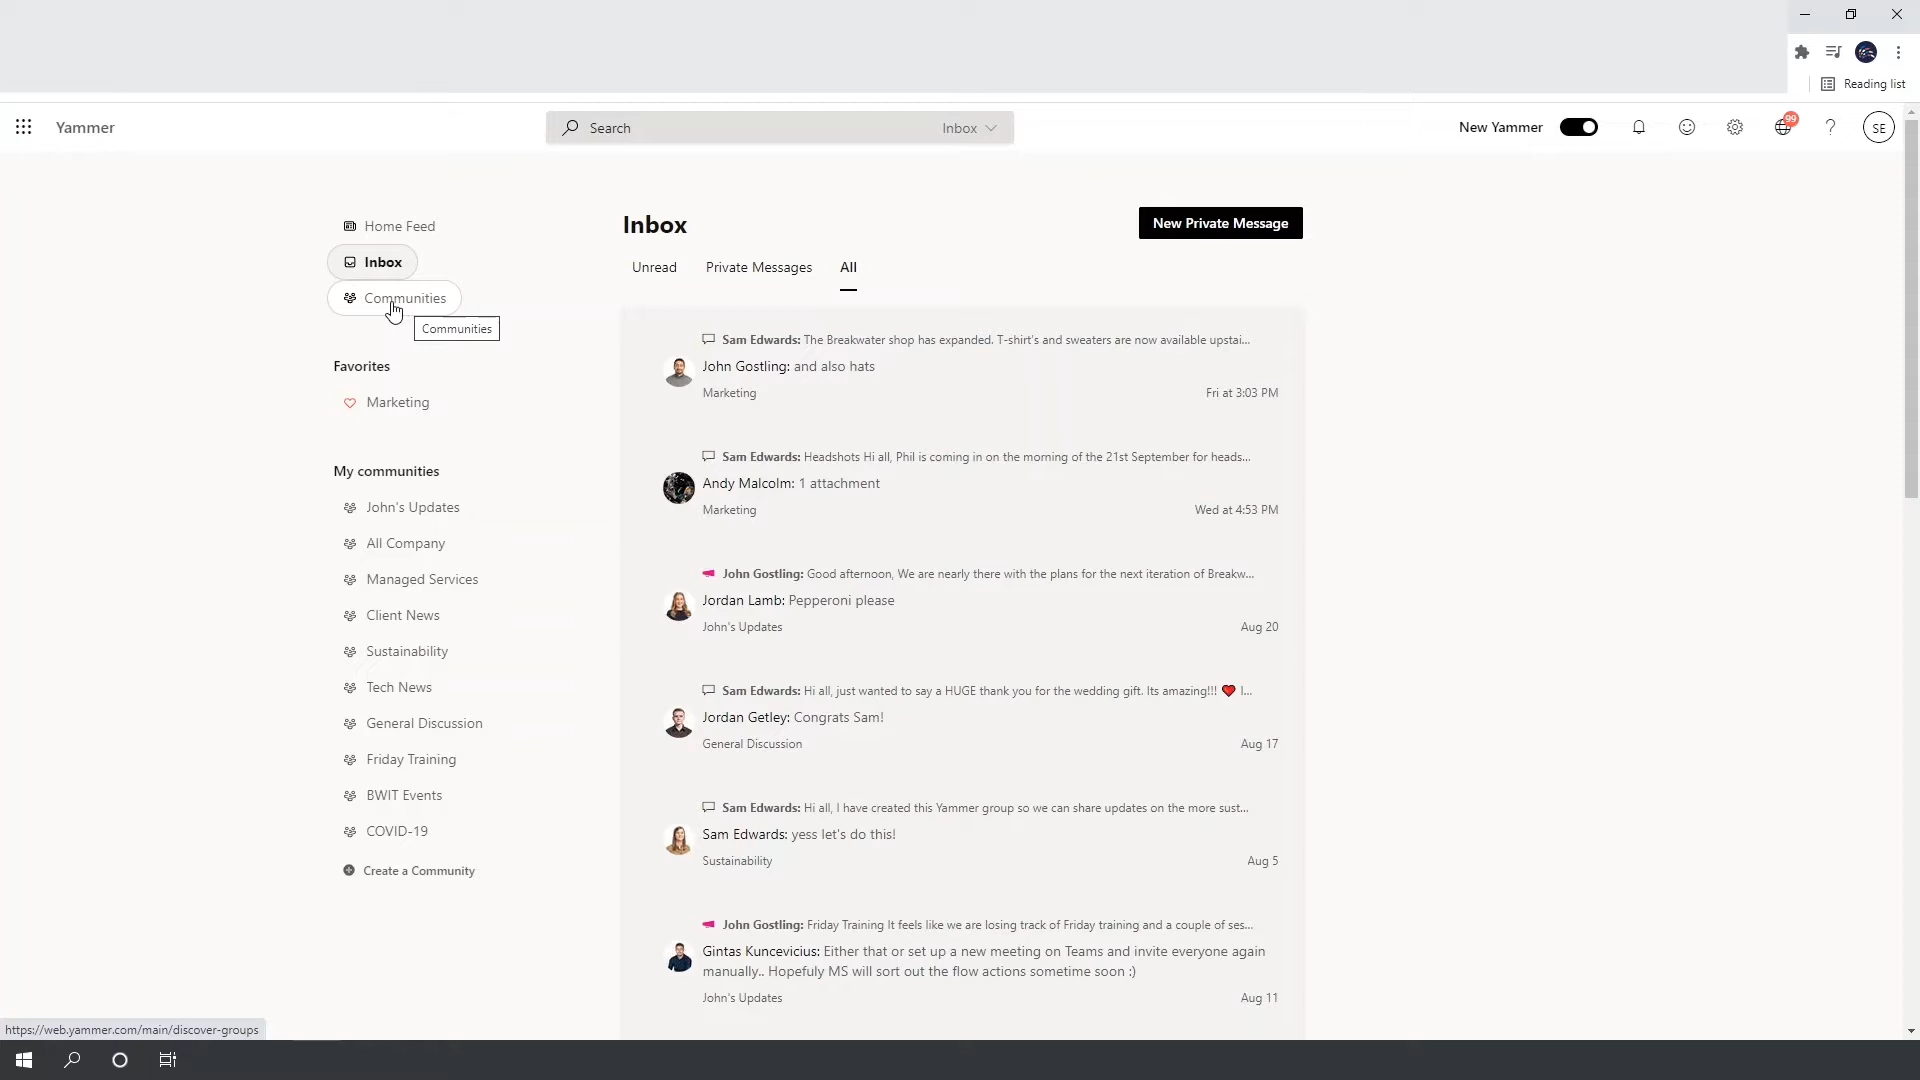 Reading list
Yammer
Search
Inbox
New Yammer
99
?
SE
Home Feed
Inbox
Communities
Communities
Favorites
Marketing
My communities
John's Updates
All Company
Managed Services
Client News
Sustainability
Tech News
General Discussion
Friday Training
BWIT Events
COVID-19
Create a Community
Inbox
New Private Message
Unread Private Messages All
Sam Edwards: The Breakwater shop has expanded. T-shirt's and sweaters are now available upstai...
John Gostling: and also hats
Marketing Fri at 3:03 PM
Sam Edwards: Headshots Hi all, Phil is coming in on the morning of the 21st September for heads...
Andy Malcolm: 1 attachment
Marketing Wed at 4:53 PM
John Gostling: Good afternoon, We are nearly there with the plans for the next iteration of Breakw...
Jordan Lamb: Pepperoni please
John's Updates Aug 20
Sam Edwards: Hi all, just wanted to say a HUGE thank you for the wedding gift. Its amazing!!! ❤️ I...
Jordan Getley: Congrats Sam!
General Discussion Aug 17
Sam Edwards: Hi all, I have created this Yammer group so we can share updates on the more sust...
Sam Edwards: yess let's do this!
Sustainability Aug 5
John Gostling: Friday Training It feels like we are losing track of Friday training and a couple of ses...
Gintas Kuncevicius: Either that or set up a new meeting on Teams and invite everyone again
manually.. Hopefuly MS will sort out the flow actions sometime soon :)
John's Updates Aug 11
https://web.yammer.com/main/discover-groups